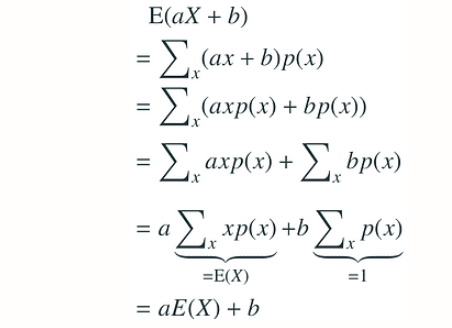 E(aX + b)
= ∑ₓ(ax + b)p(x)
= ∑ₓ(axp(x) + bp(x))
= ∑ₓ axp(x) + ∑ₓ bp(x)
= a ∑ₓ xp(x) + b ∑ₓ p(x)
=E(X) =1
= aE(X) + b